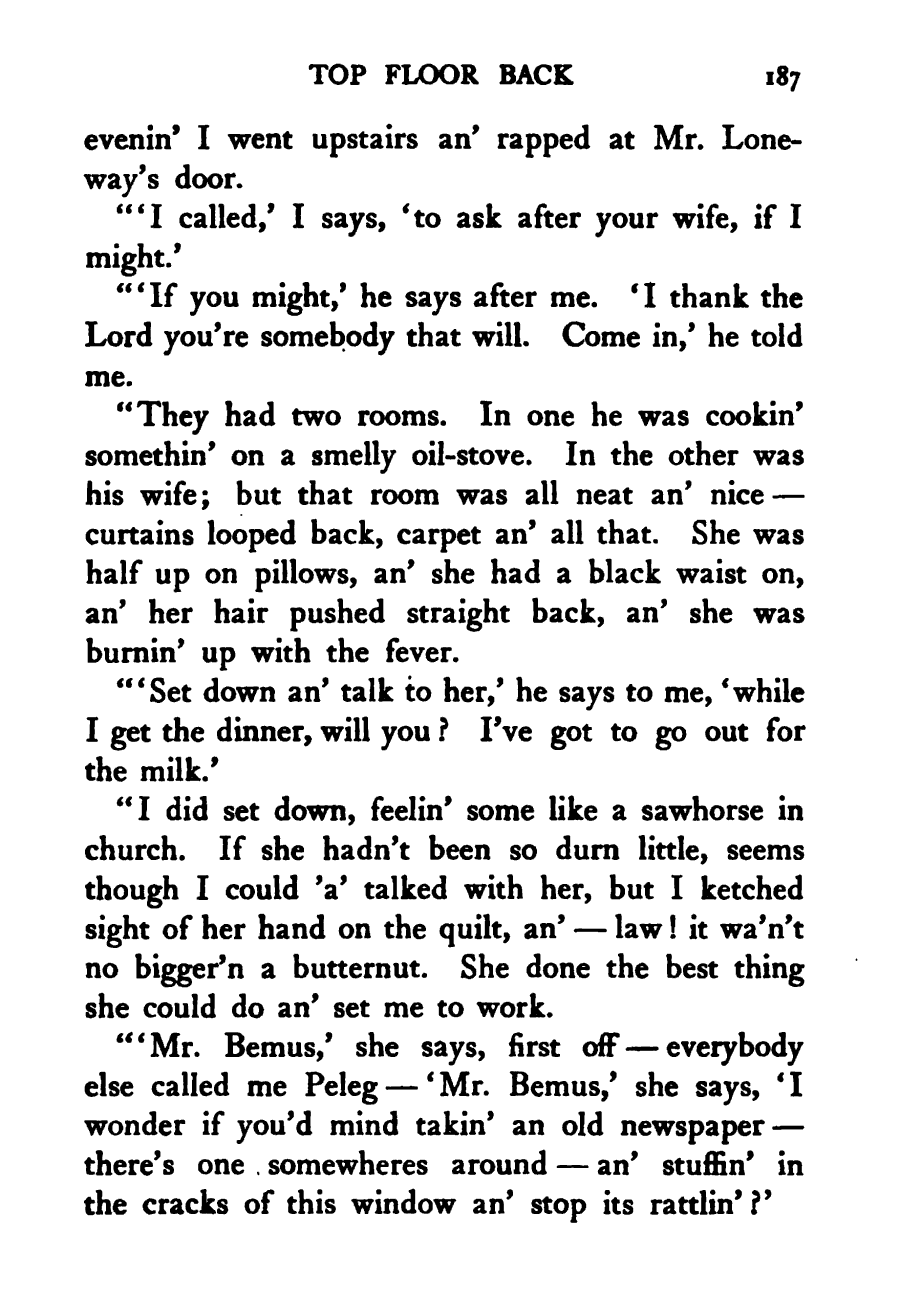 TOP FLOOR BACK 187
evenin’ I went upstairs an’ rapped at Mr. Lone-
way’s door.
“‘I called,’ I says, ‘to ask after your wife, if I
might.’
“‘If you might,’ he says after me. ‘I thank the
Lord you’re somebody that will. Come in,’ he told
me.
“They had two rooms. In one he was cookin’
somethin’ on a smelly oil-stove. In the other was
his wife; but that room was all neat an’ nice —
curtains looped back, carpet an’ all that. She was
half up on pillows, an’ she had a black waist on,
an’ her hair pushed straight back, an’ she was
burnin’ up with the fever.
“‘Set down an’ talk to her,’ he says to me, ‘while
I get the dinner, will you? I’ve got to go out for
the milk.’
“I did set down, feelin’ some like a sawhorse in
church. If she hadn’t been so durn little, seems
though I could ’a’ talked with her, but I ketched
sight of her hand on the quilt, an’ — law! it wa’n’t
no bigger’n a butternut. She done the best thing
she could do an’ set me to work.
“‘Mr. Bemus,’ she says, first off — everybody
else called me Peleg — ‘Mr. Bemus,’ she says, ‘I
wonder if you’d mind takin’ an old newspaper —
there’s one somewheres around — an’ stuffin’ in
the cracks of this window an’ stop its rattlin’?’